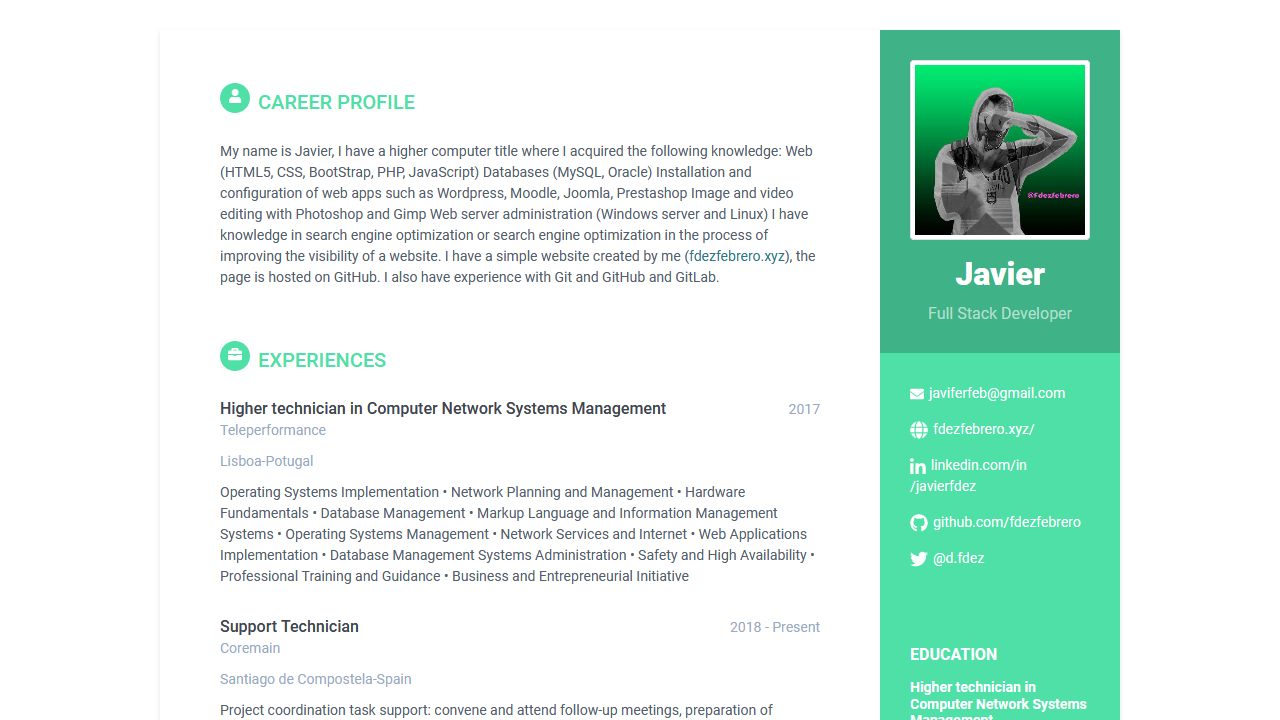 CAREER PROFILE
My name is Javier, I have a higher computer title where I acquired the following knowledge: Web
(HTML5, CSS, BootStrap, PHP, JavaScript) Databases (MySQL, Oracle) Installation and
configuration of web apps such as Wordpress, Moodle, Joomla, Prestashop Image and video
editing with Photoshop and Gimp Web server administration (Windows server and Linux) I have
knowledge in search engine optimization or search engine optimization in the process of
improving the visibility of a website. I have a simple website created by me (fdezfebrero.xyz), the
page is hosted on GitHub. I also have experience with Git and GitHub and GitLab.
EXPERIENCES
Higher technician in Computer Network Systems Management 2017
Teleperformance
Lisboa-Potugal
Operating Systems Implementation • Network Planning and Management • Hardware
Fundamentals • Database Management • Markup Language and Information Management
Systems • Operating Systems Management • Network Services and Internet • Web Applications
Implementation • Database Management Systems Administration • Safety and High Availability •
Professional Training and Guidance • Business and Entrepreneurial Initiative
Support Technician 2018 - Present
Coremain
Santiago de Compostela-Spain
Project coordination task support: convene and attend follow-up meetings, preparation of
@Fdezfebrero
Javier
Full Stack Developer
javiferfeb@gmail.com
fdezfebrero.xyz/
linkedin.com/in
/javierfdez
github.com/fdezfebrero
@d.fdez
EDUCATION
Higher technician in
Computer Network Systems
Management